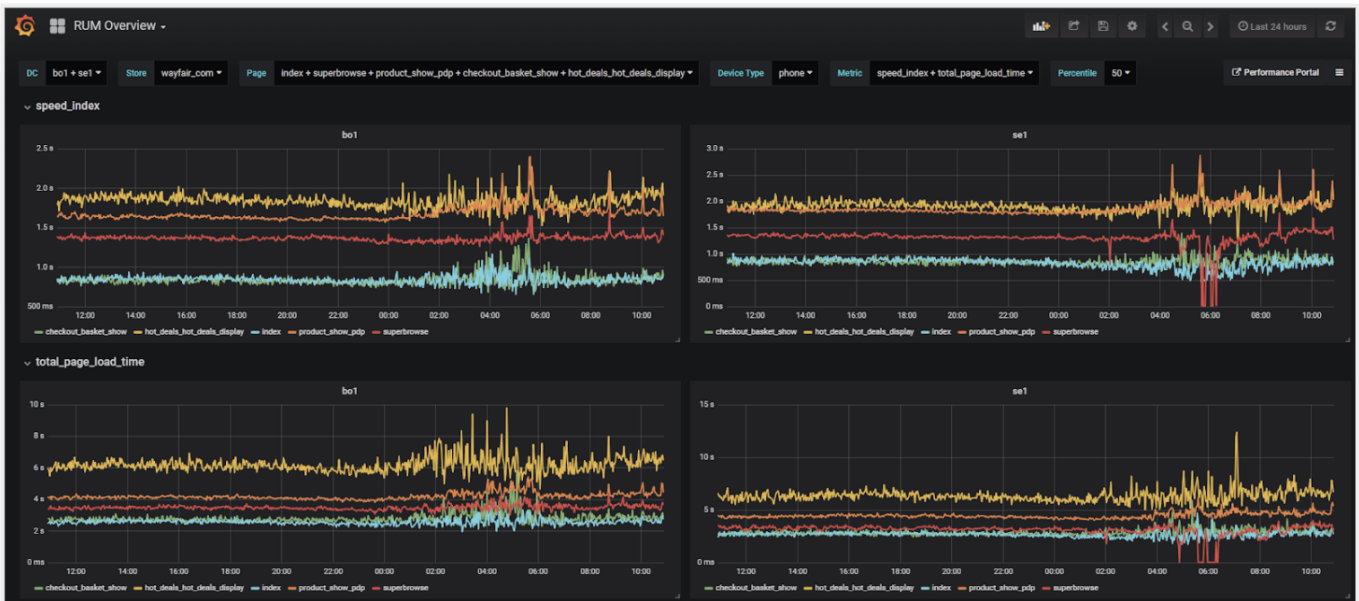 RUM Overview
Last 24 hours
DC bo1 + se1 Store wayfair_com Page index + superbrowse + product_show_pdp + checkout_basket_show + hot_deals_hot_deals_display Device Type phone Metric speed_index + total_page_load_time Percentile 50 Performance Portal
speed_index
bo1
2.5 s
2.0 s
1.5 s
1.0 s
500 ms
12:00 14:00 16:00 18:00 20:00 22:00 00:00 02:00 04:00 06:00 08:00 10:00
checkout_basket_show hot_deals_hot_deals_display index product_show_pdp superbrowse
se1
3.0 s
2.5 s
2.0 s
1.5 s
1.0 s
500 ms
0 ms
12:00 14:00 16:00 18:00 20:00 22:00 00:00 02:00 04:00 06:00 08:00 10:00
checkout_basket_show hot_deals_hot_deals_display index product_show_pdp superbrowse
total_page_load_time
bo1
10 s
8 s
6 s
4 s
2 s
0 ms
12:00 14:00 16:00 18:00 20:00 22:00 00:00 02:00 04:00 06:00 08:00 10:00
checkout_basket_show hot_deals_hot_deals_display index product_show_pdp superbrowse
se1
15 s
10 s
5 s
0 ms
12:00 14:00 16:00 18:00 20:00 22:00 00:00 02:00 04:00 06:00 08:00 10:00
checkout_basket_show hot_deals_hot_deals_display index product_show_pdp superbrowse